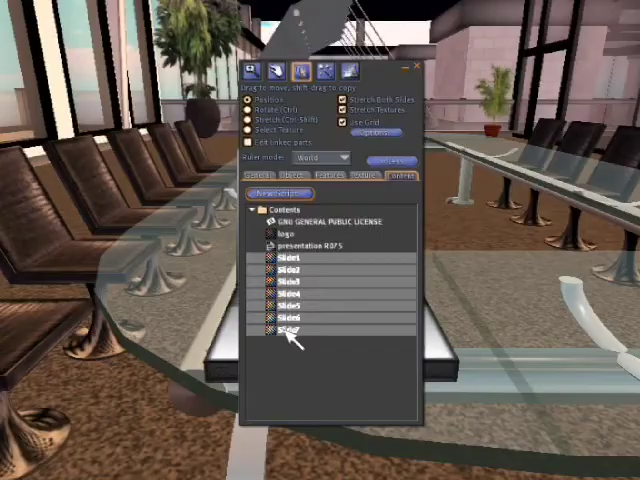 Drag to move, shift-drag to copy
Position
Rotate (Ctrl)
Stretch (Ctrl-Shift)
Select Texture
Edit linked parts
Stretch Both Sides
Stretch Textures
Use Grid
Options...
Ruler mode: World
General Object Features Texture Content
New Script...
Contents
GNU GENERAL PUBLIC LICENSE
logo
presentation
Slide1
Slide2
Slide3
Slide4
Slide5
Slide6
Slide7